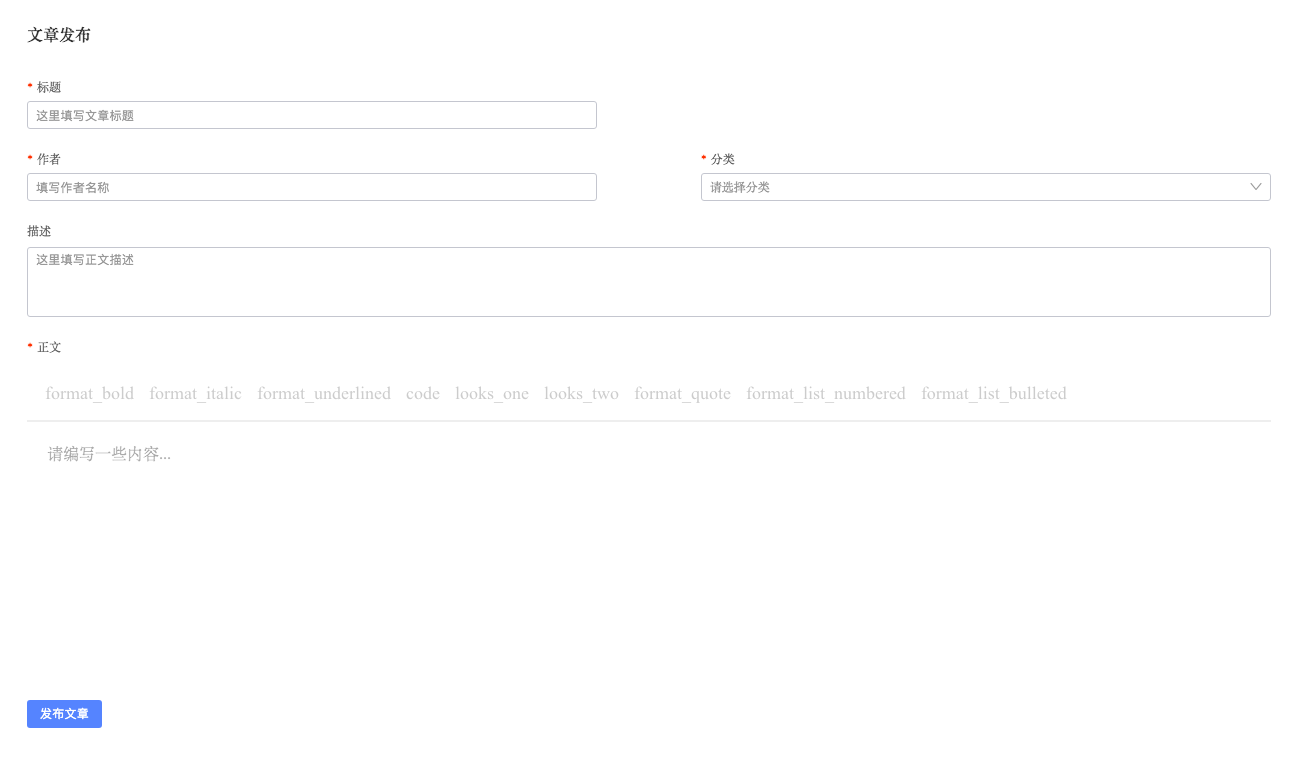 文章发布
* 标题
这里填写文章标题
* 作者
* 分类
填写作者名称
请选择分类
描述
这里填写正文描述
* 正文
format_bold format_italic format_underlined code looks_one looks_two format_quote format_list_numbered format_list_bulleted
请编写一些内容...
发布文章